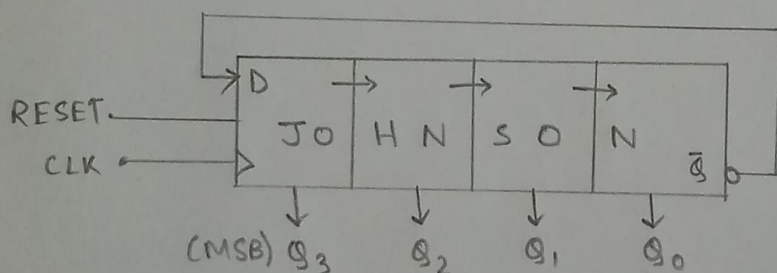 D
RESET
JO HN SO N
CLK
Q̄
(MSB) Q3 Q2 Q1 Q0